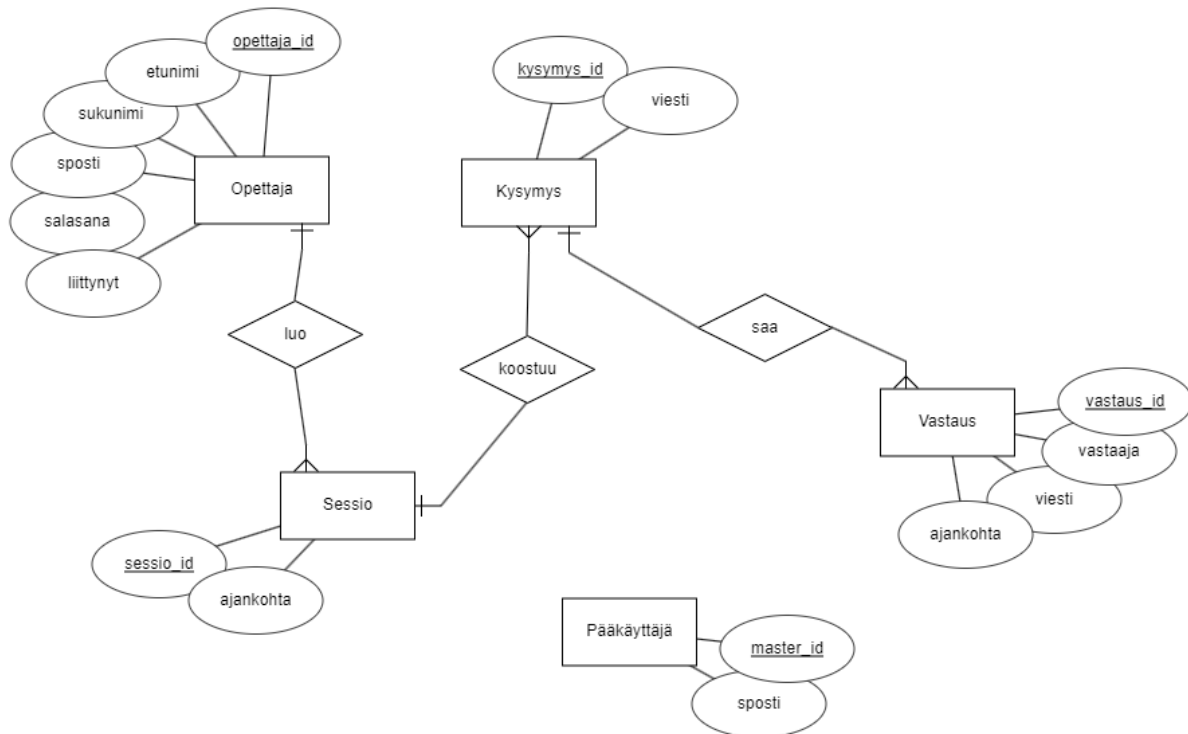 opettaja_id
etunimi
sukunimi
sposti
salasana
liittynyt
Opettaja
kysymys_id
viesti
Kysymys
luo
koostuu
saa
Sessio
sessio_id
ajankohta
Vastaus
vastaus_id
vastaaja
viesti
ajankohta
Pääkäyttäjä
master_id
sposti